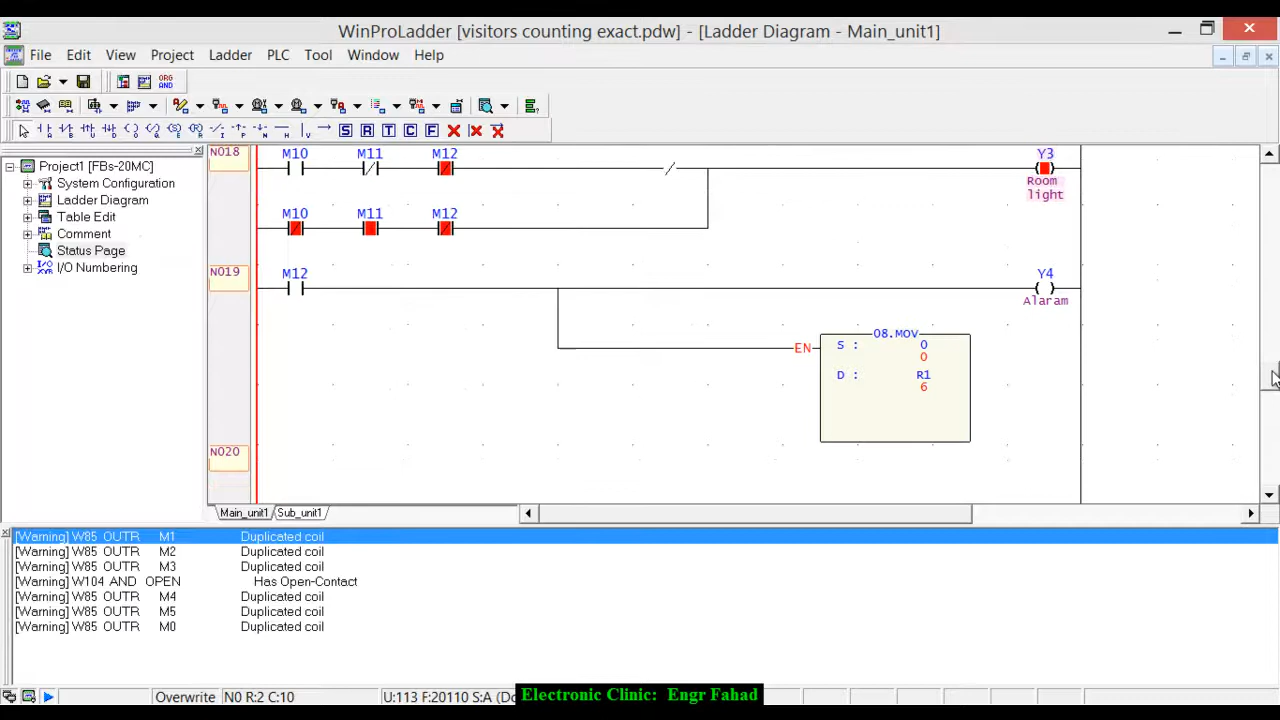 WinProLadder [visitors counting exact.pdw] - [Ladder Diagram - Main_unit1]
File Edit View Project Ladder PLC Tool Window Help
ORG
AND
S R T C F
Project1 [FBs-20MC]
System Configuration
Ladder Diagram
Table Edit
Comment
Status Page
I/O Numbering
N018 M10 M11 M12 Y3
Room
light
M10 M11 M12
N019 M12 Y4
Alaram
08.MOV
EN S : 0
0
D : R1
6
N020
Main_unit1 Sub_unit1
[Warning] W85 OUTR M1 Duplicated coil
[Warning] W85 OUTR M2 Duplicated coil
[Warning] W85 OUTR M3 Duplicated coil
[Warning] W104 AND OPEN Has Open-Contact
[Warning] W85 OUTR M4 Duplicated coil
[Warning] W85 OUTR M5 Duplicated coil
[Warning] W85 OUTR M0 Duplicated coil
Overwrite N0 R:2 C:10 U:113 F:20110 S:A (Do
Electronic Clinic: Engr Fahad